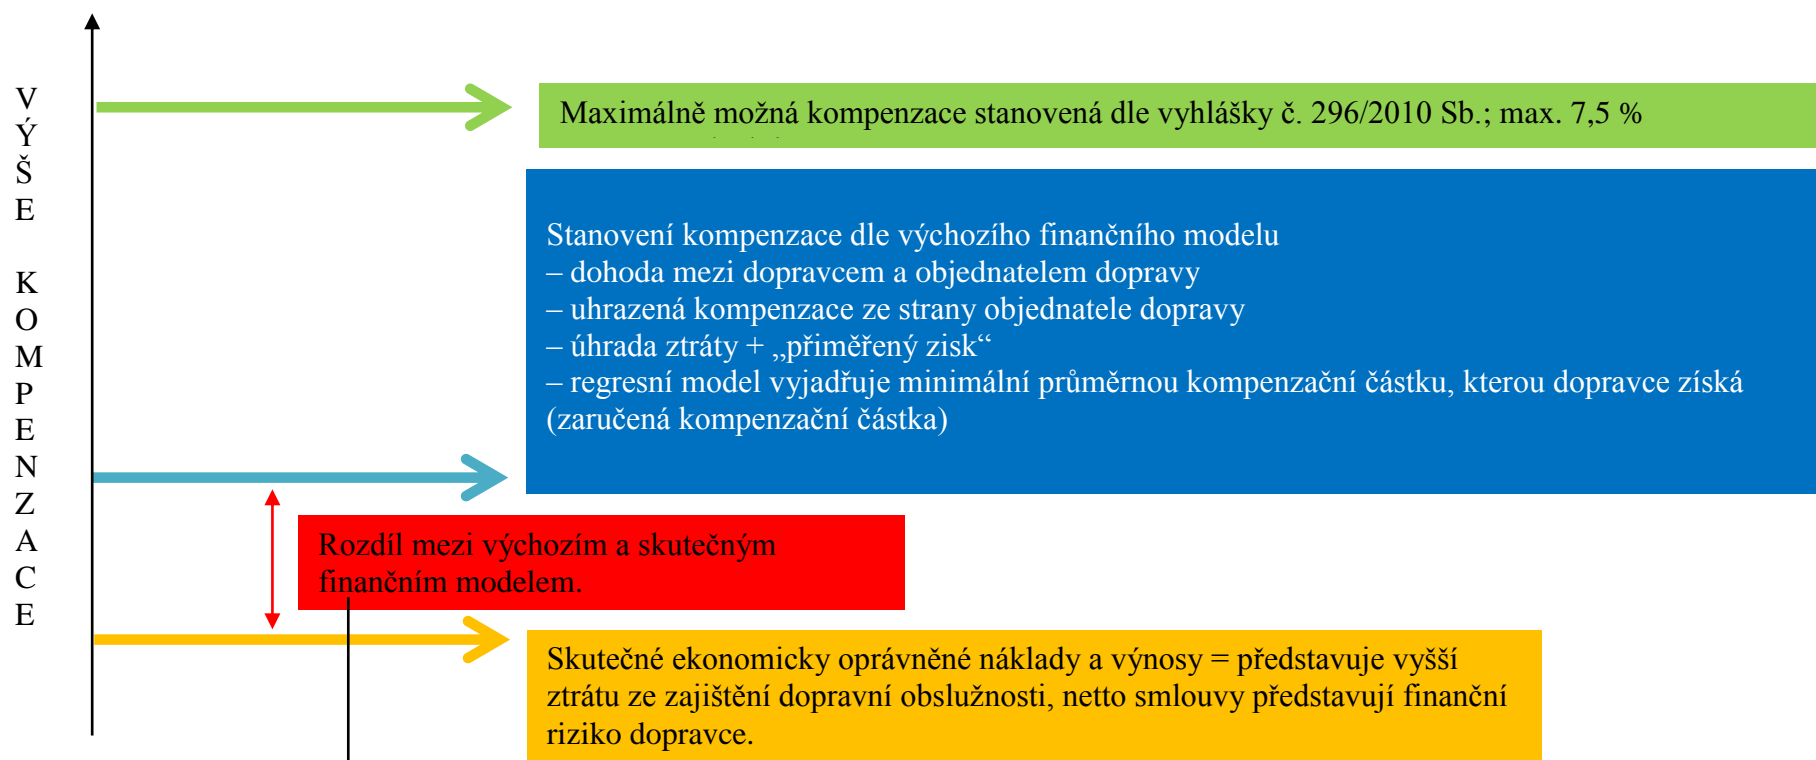 VÝŠE KOMPENZACE
Maximálně možná kompenzace stanovená dle vyhlášky č. 296/2010 Sb.; max. 7,5 %
Stanovení kompenzace dle výchozího finančního modelu
– dohoda mezi dopravcem a objednatelem dopravy
– uhrazená kompenzace ze strany objednatele dopravy
– úhrada ztráty + „přiměřený zisk“
– regresní model vyjadřuje minimální průměrnou kompenzační částku, kterou dopravce získá
(zaručená kompenzační částka)
Rozdíl mezi výchozím a skutečným
finančním modelem.
Skutečné ekonomicky oprávněné náklady a výnosy = představuje vyšší
ztrátu ze zajištění dopravní obslužnosti, netto smlouvy představují finanční
riziko dopravce.